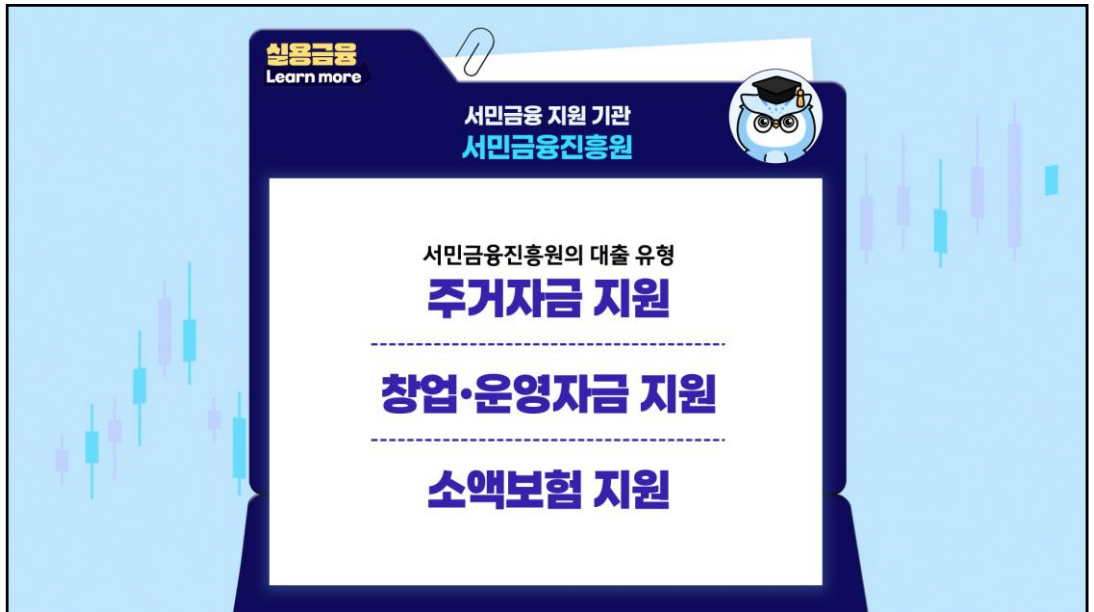 실용금융
Learn more
서민금융 지원 기관
서민금융진흥원
서민금융진흥원의 대출 유형
주거자금 지원
창업·운영자금 지원
소액보험 지원